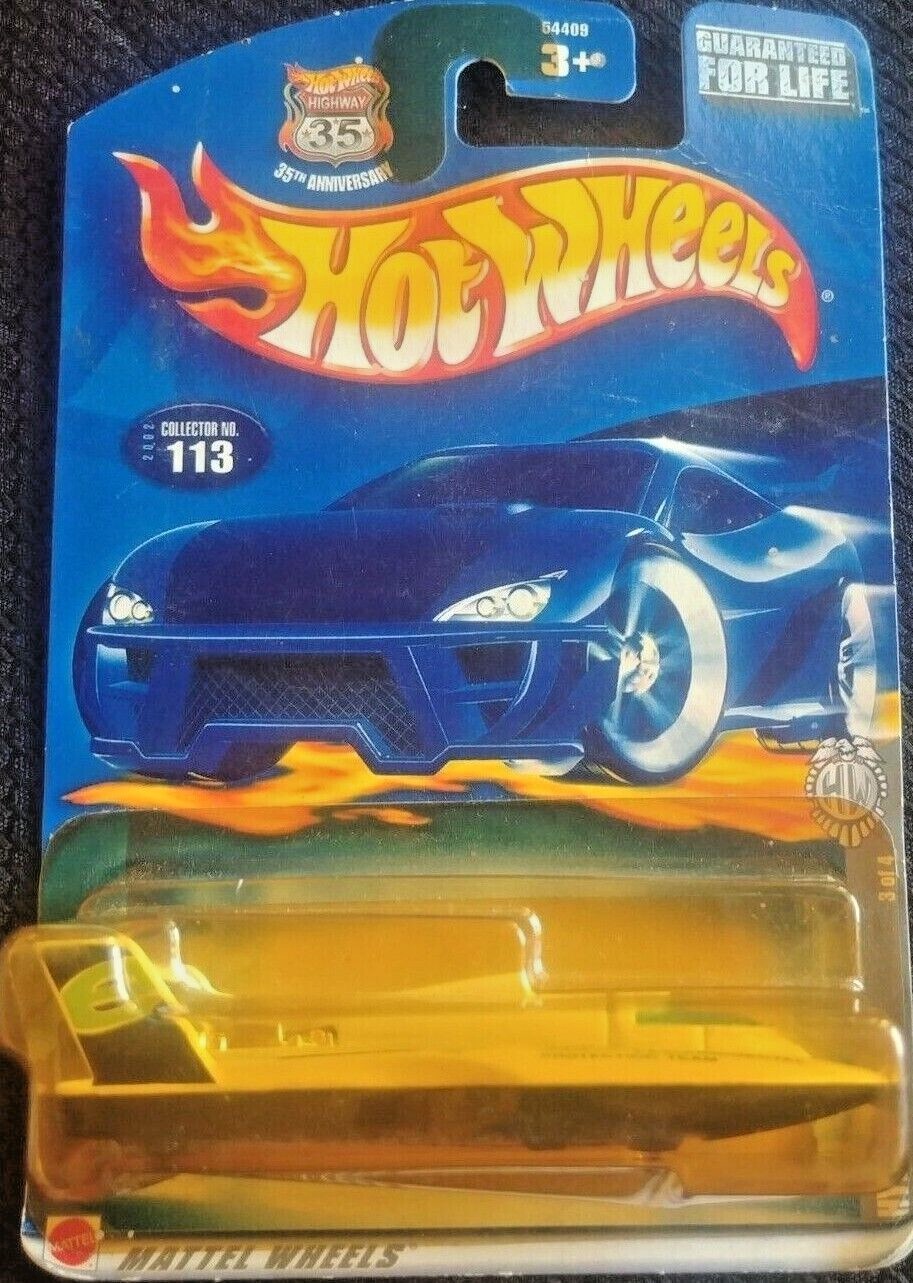 54409
3+
GUARANTEED
FOR LIFE
Hot Wheels
HIGHWAY
35
35TH ANNIVERSARY
HOT WHEELS®
2002
COLLECTOR NO.
113
HW
3 of 4
MATTEL
MATTEL WHEELS